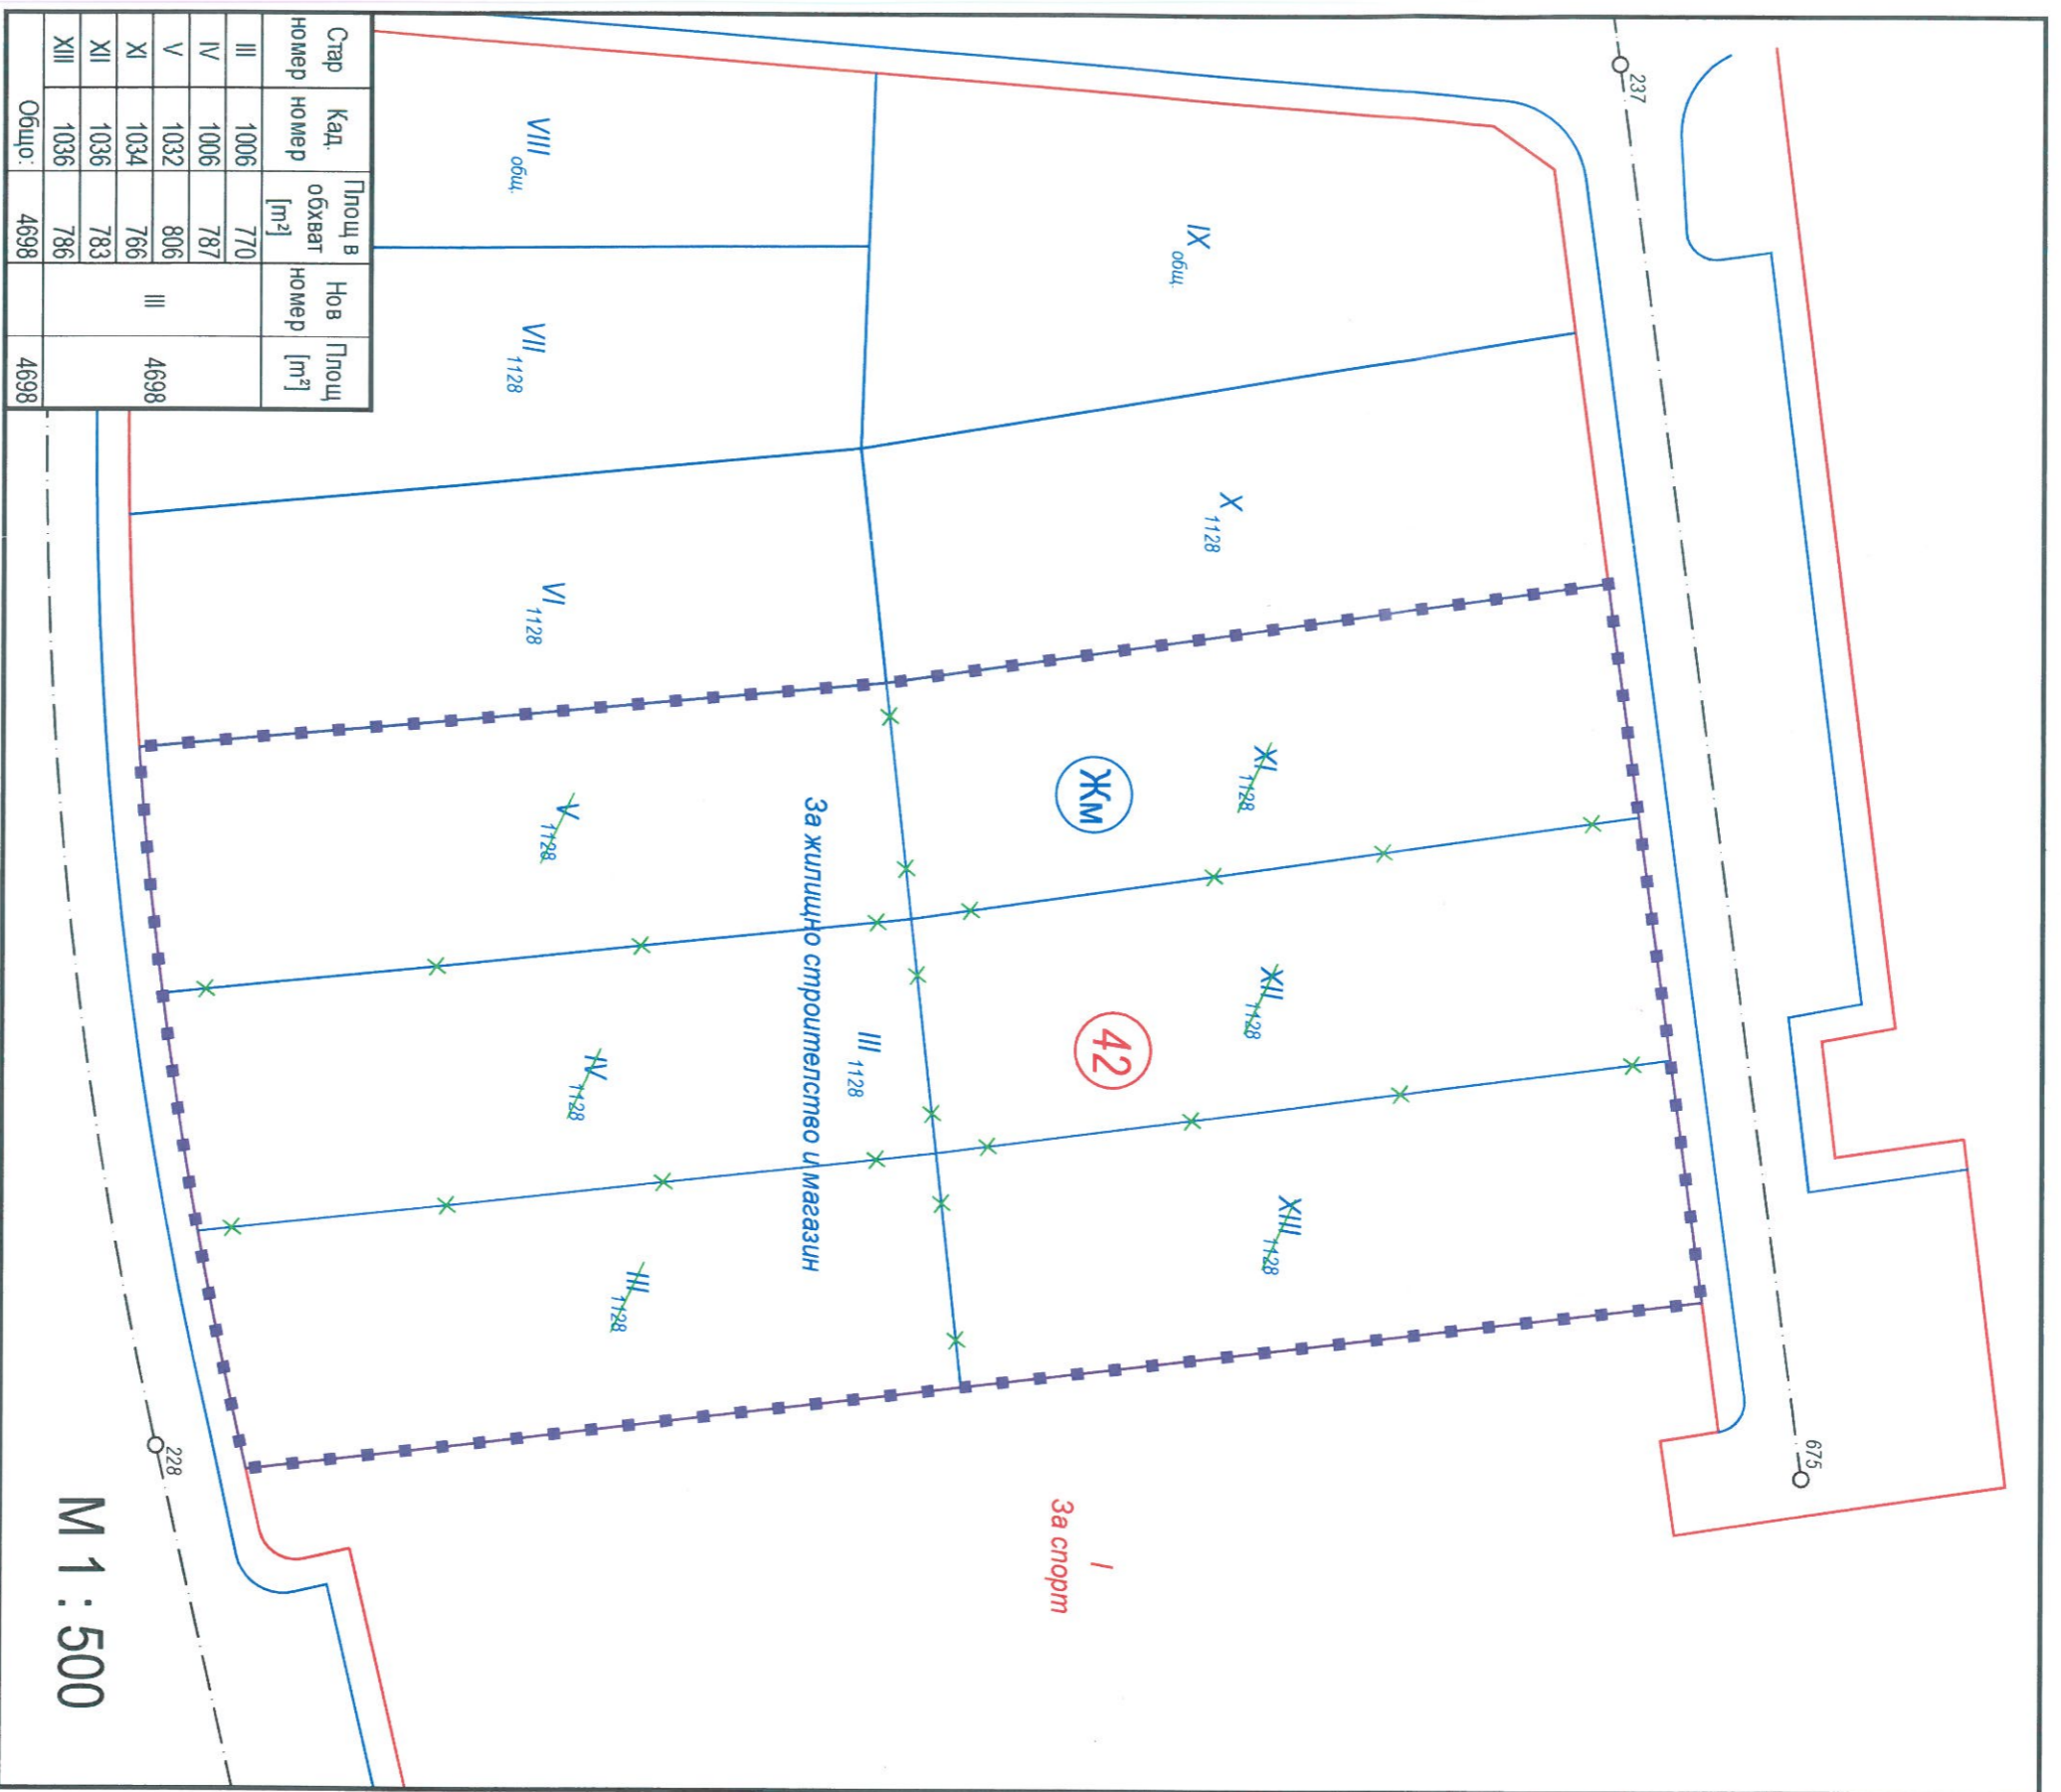 237
675
IX общ.
X 1128
XI 1128
XII 1128
XIII 1128
Жм
42
I
За спорт
VIII общ.
VII 1128
VI 1128
III 1128
За жилищно строителство и магазин
V 1128
IV 1128
III 1128
228
Стар номер Кад. номер Площ в обхват [m²] Нов номер Площ [m²]
III 1006 770
IV 1006 787
V 1032 806
XI 1034 766 III 4698
XII 1036 783
XIII 1036 786
Общо: 4698 4698
М 1 : 500